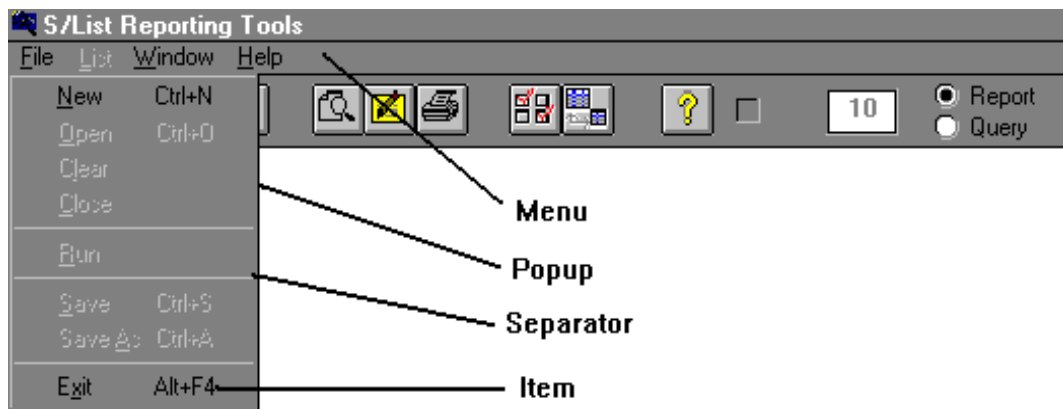 S/List Reporting Tools
File List Window Help
New Ctrl+N
Open Ctrl+O
Clear
Close
Run
Save Ctrl+S
Save As Ctrl+A
Exit Alt+F4
?
10
Report
Query
Menu
Popup
Separator
Item